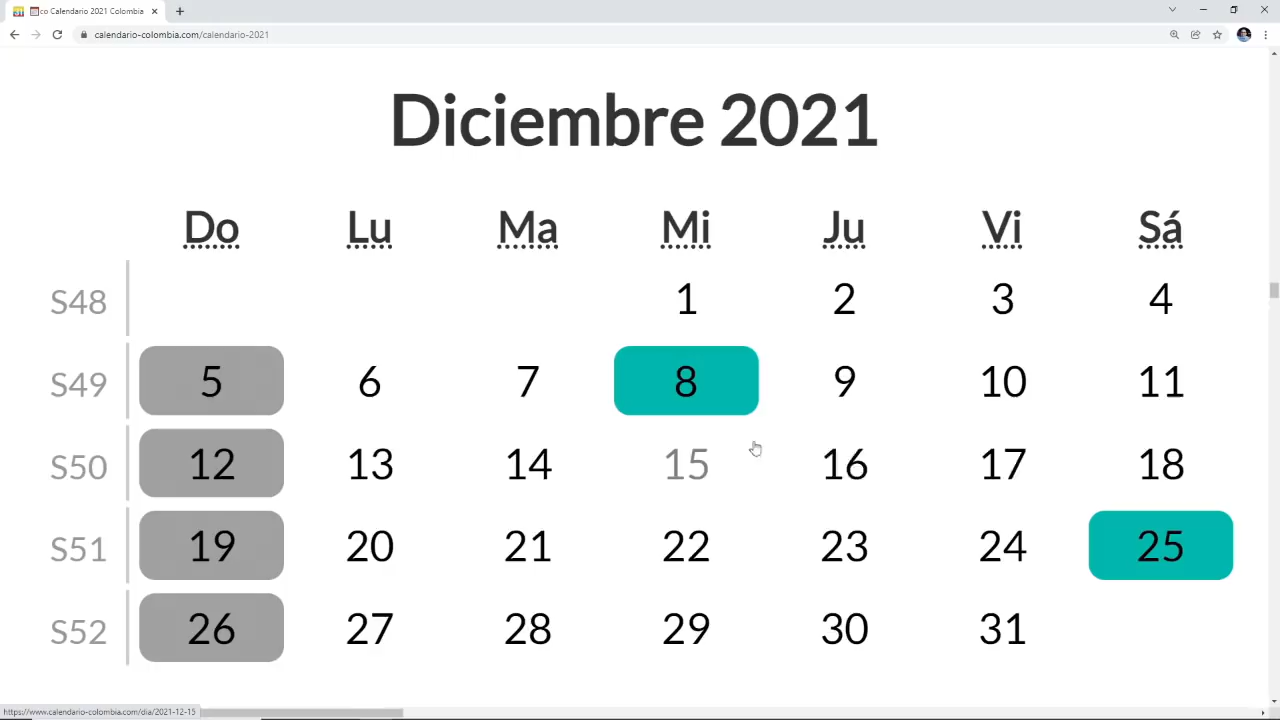 co Calendario 2021 Colombia
calendario-colombia.com/calendario-2021
Diciembre 2021
Do Lu Ma Mi Ju Vi Sá
S48 1 2 3 4
S49 5 6 7 8 9 10 11
S50 12 13 14 15 16 17 18
S51 19 20 21 22 23 24 25
S52 26 27 28 29 30 31
https://www.calendario-colombia.com/dia/2021-12-15